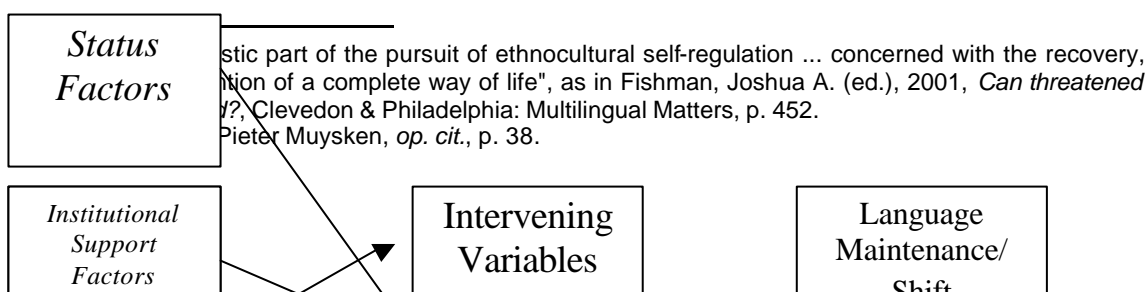 Status
Factors
stic part of the pursuit of ethnocultural self-regulation ... concerned with the recovery,
tion of a complete way of life", as in Fishman, Joshua A. (ed.), 2001, Can threatened
d?, Clevedon & Philadelphia: Multilingual Matters, p. 452.
Pieter Muysken, op. cit., p. 38.
Institutional
Support
Factors
Intervening
Variables
Language
Maintenance/
Shift